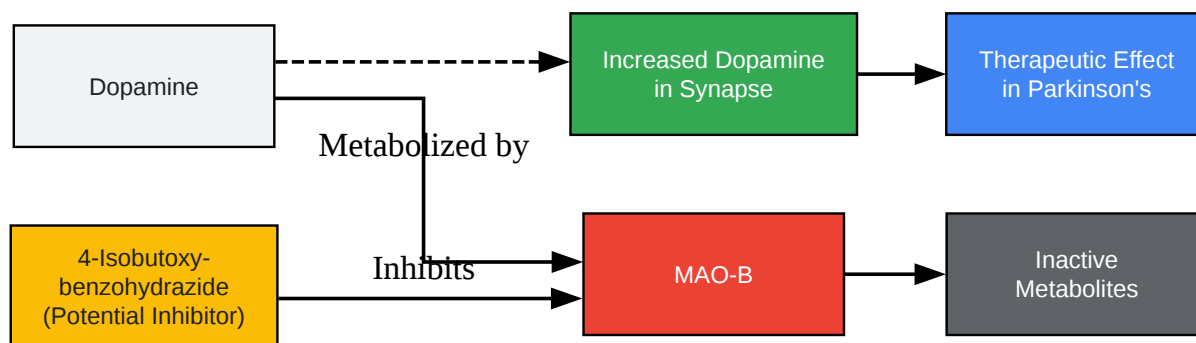 Dopamine
Increased Dopamine
in Synapse
Therapeutic Effect
in Parkinson's
Metabolized by
4-Isobutoxy-
benzohydrazide
(Potential Inhibitor)
Inhibits
MAO-B
Inactive
Metabolites